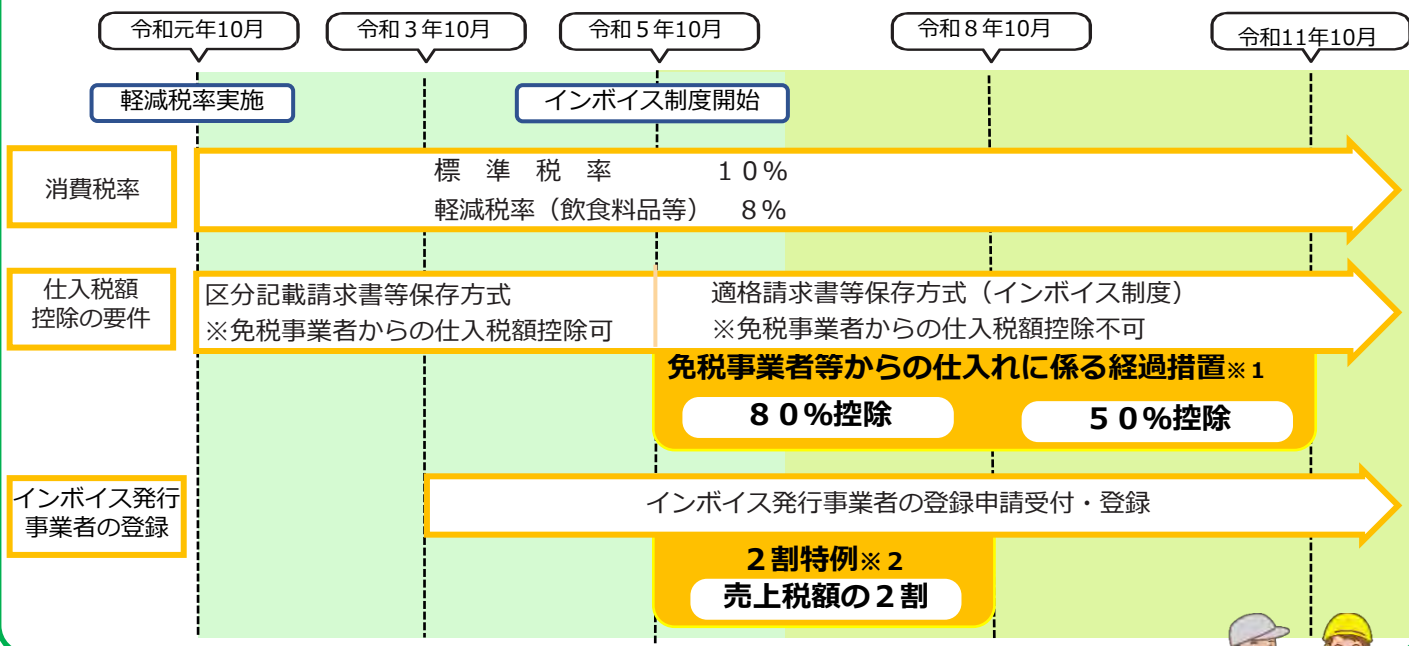 令和元年10月
令和３年10月
令和５年10月
令和８年10月
令和11年10月
軽減税率実施
インボイス制度開始
消費税率
標　準　税　率　　　　１０%
軽減税率（飲食料品等）　８%
仕入税額
控除の要件
区分記載請求書等保存方式
※免税事業者からの仕入税額控除可
適格請求書等保存方式（インボイス制度）
※免税事業者からの仕入税額控除不可
免税事業者等からの仕入れに係る経過措置※１
８０%控除
５０%控除
インボイス発行
事業者の登録
インボイス発行事業者の登録申請受付・登録
２割特例※２
売上税額の２割